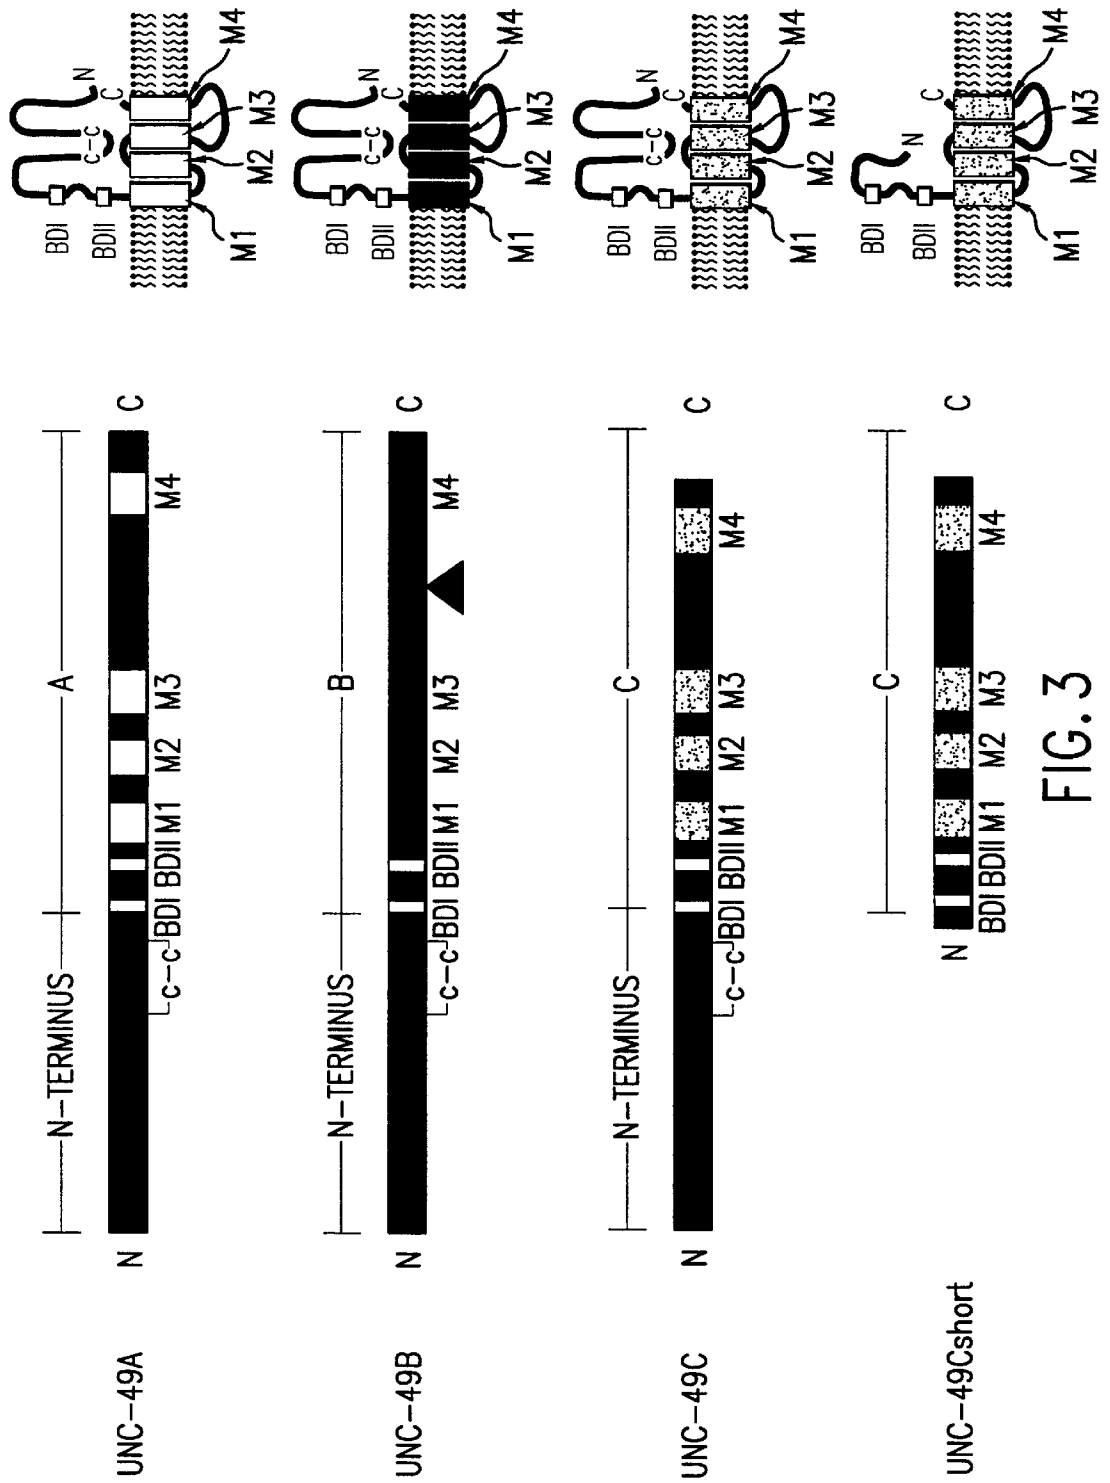 UNC-49A
N
N-TERMINUS
A
C
C-C
BDI BDII M1 M2 M3 M4
BDI
BDII
C-C
N
C
M1
M2
M3
M4
UNC-49B
N
N-TERMINUS
B
C
C-C
BDI BDII M1 M2 M3 M4
BDI
BDII
C-C
N
C
M1
M2
M3
M4
UNC-49C
N
N-TERMINUS
C
C
C-C
BDI BDII M1 M2 M3 M4
BDI
BDII
C-C
N
C
M1
M2
M3
M4
UNC-49Cshort
N
C
C
BDI BDII M1 M2 M3 M4
BDI
BDII
N
C
M1
M2
M3
M4
FIG. 3